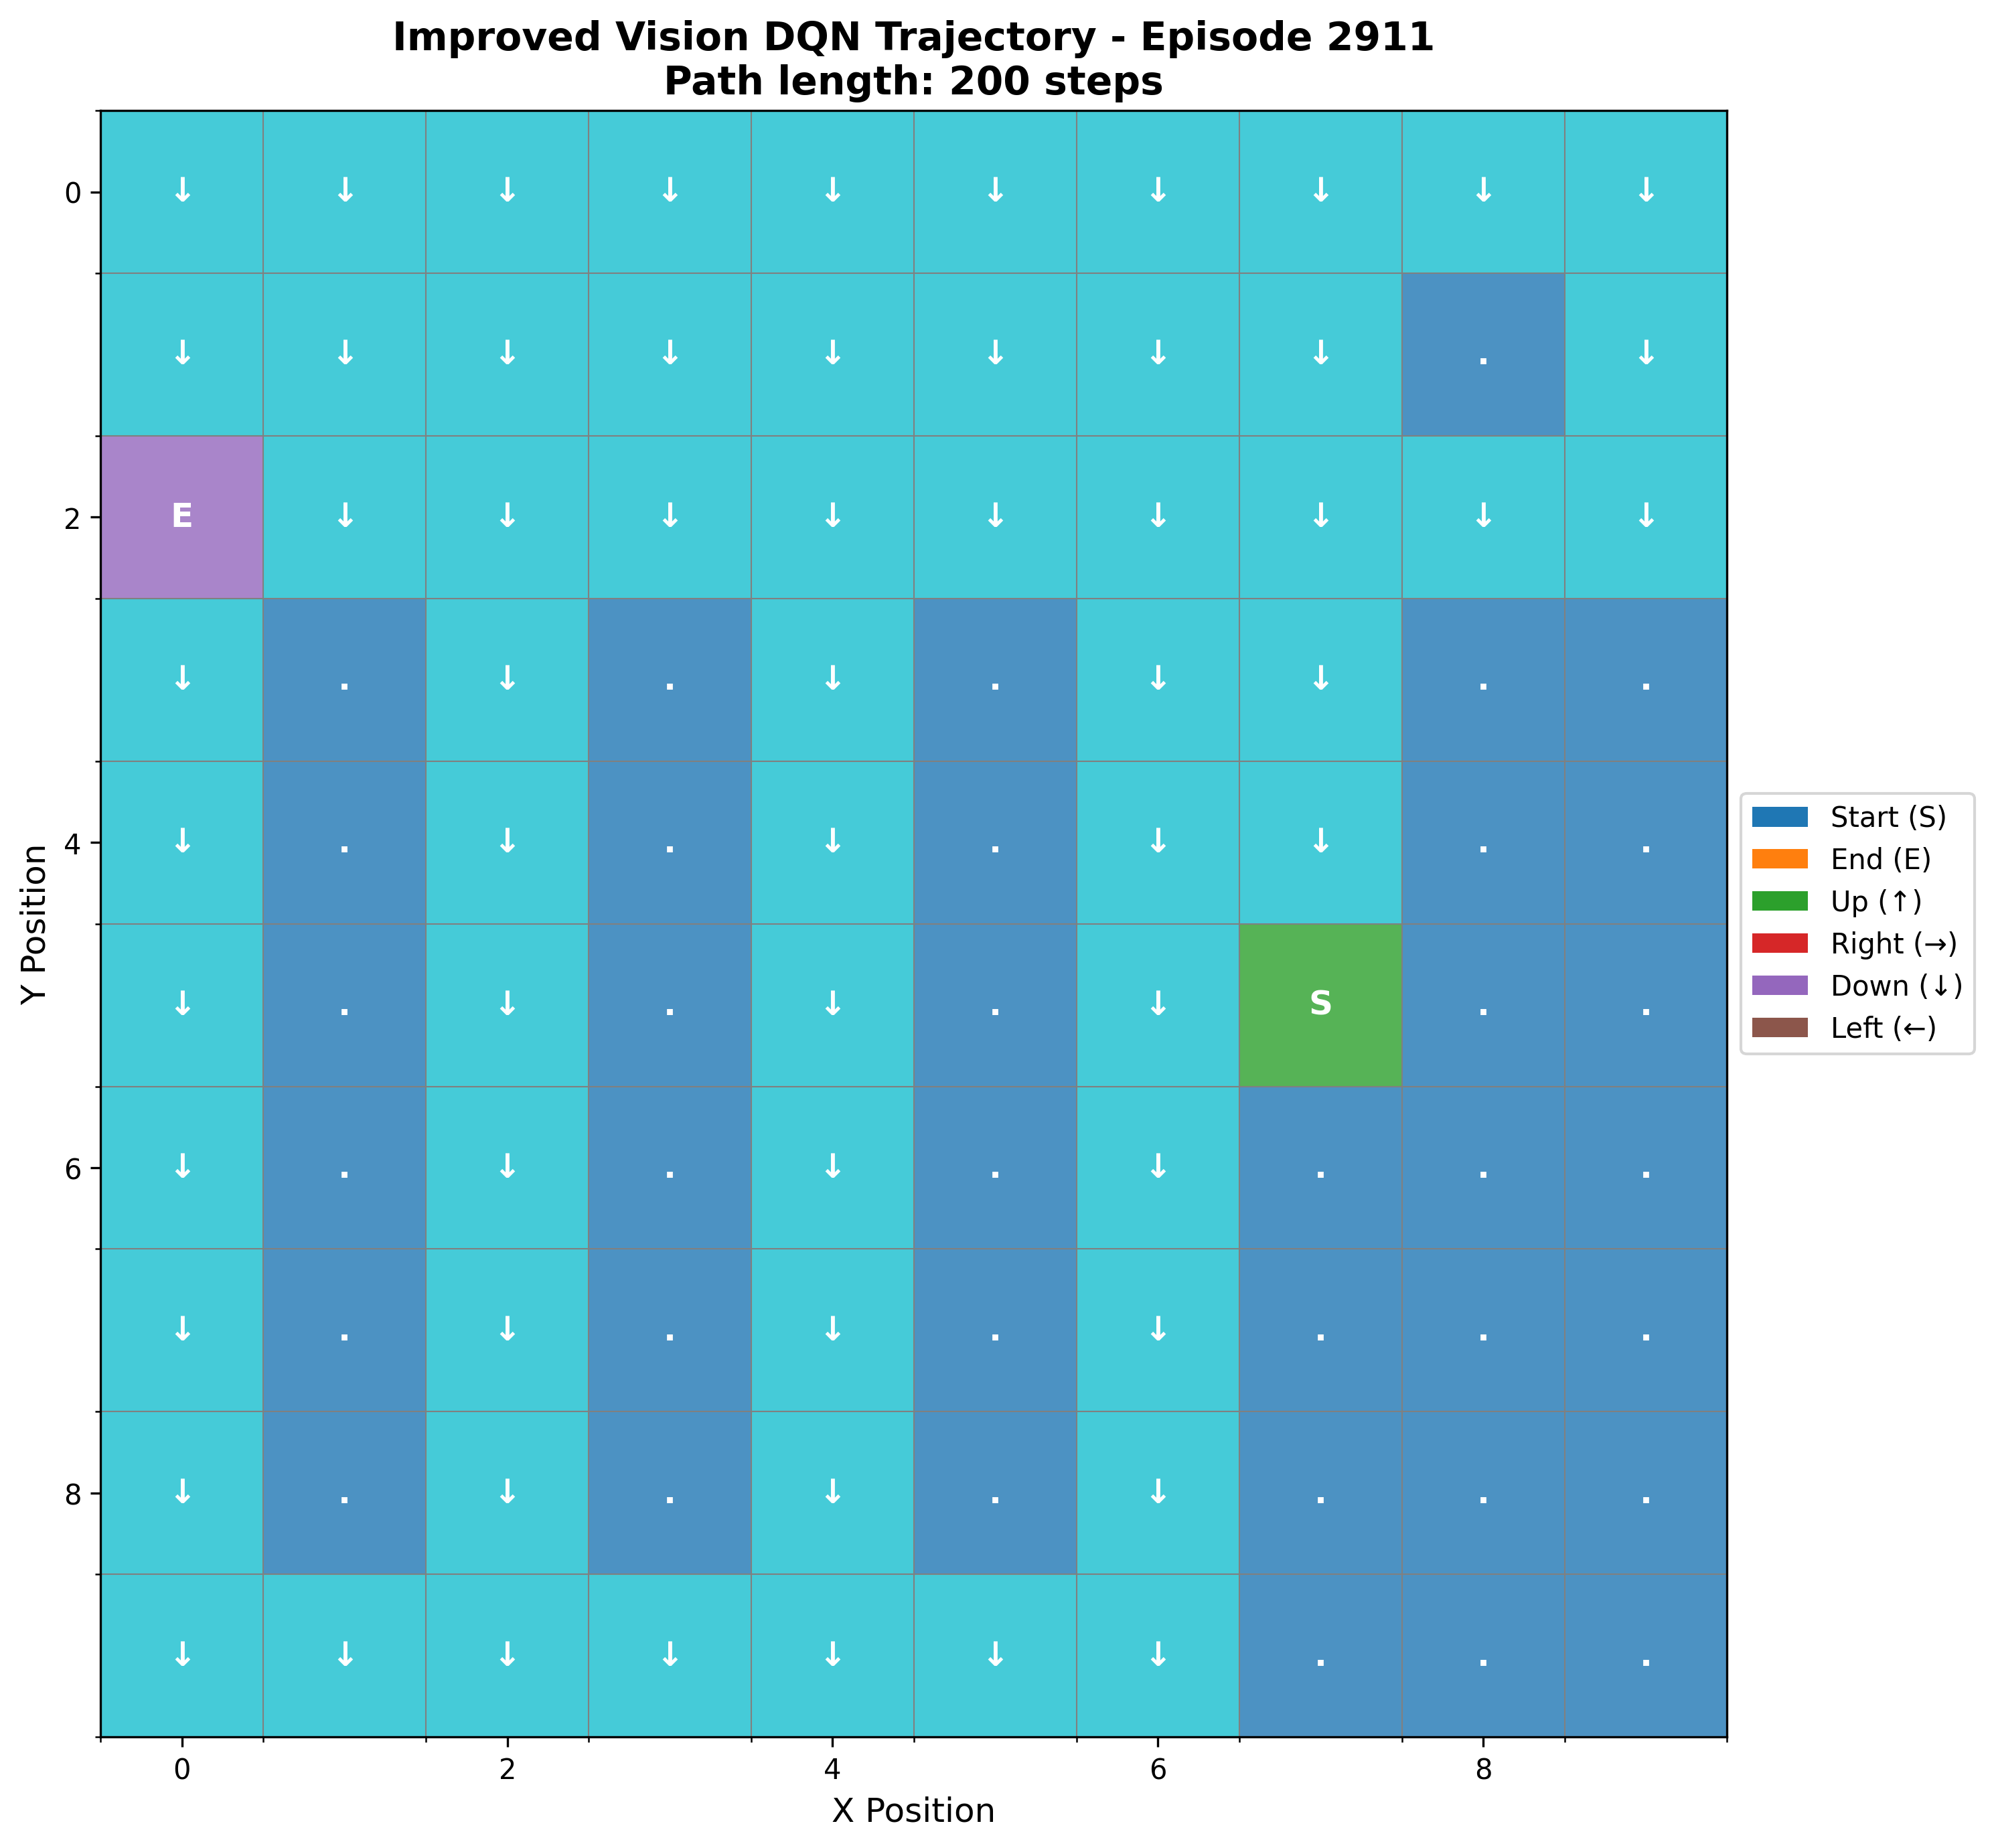 Improved Vision DQN Trajectory - Episode 2911
Path length: 200 steps
0 ↓ ↓ ↓ ↓ ↓ ↓ ↓ ↓ ↓ ↓
↓ ↓ ↓ ↓ ↓ ↓ ↓ ↓ . ↓
2 E ↓ ↓ ↓ ↓ ↓ ↓ ↓ ↓ ↓
↓ . ↓ . ↓ . ↓ ↓ . .
4 ↓ . ↓ . ↓ . ↓ ↓ . .
↓ . ↓ . ↓ . ↓ S . .
6 ↓ . ↓ . ↓ . ↓ . . .
↓ . ↓ . ↓ . ↓ . . .
8 ↓ . ↓ . ↓ . ↓ . . .
↓ ↓ ↓ ↓ ↓ ↓ ↓ . . .
0 2 4 6 8
X Position
Y Position
Start (S)
End (E)
Up (↑)
Right (→)
Down (↓)
Left (←)